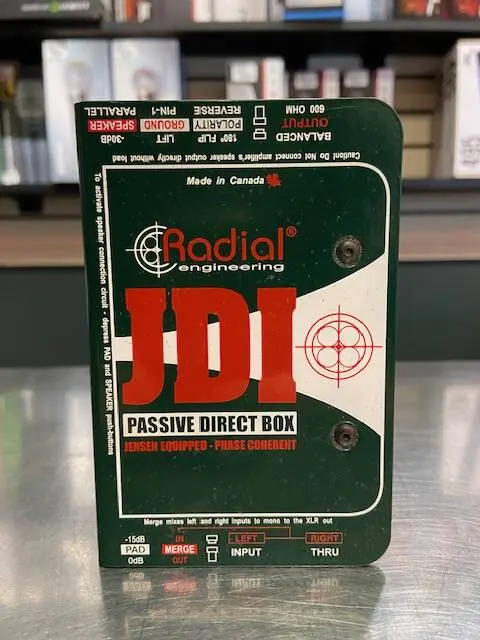 PARALLEL PIN-1 REVERSE 600 OHM
SPEAKER GROUND POLARITY OUTPUT
-30dB LIFT 180° FLIP BALANCED
Caution! Do Not connect amplifier's speaker output directly without load
To activate speaker connection circuit - depress PAD and SPEAKER push-buttons
Made in Canada
Radial®
engineering
JDI
PASSIVE DIRECT BOX
JENSEN EQUIPPED - PHASE COHERENT
Merge mixes left and right inputs to mono to the XLR out
-15dB IN LEFT RIGHT
PAD MERGE INPUT THRU
0dB OUT